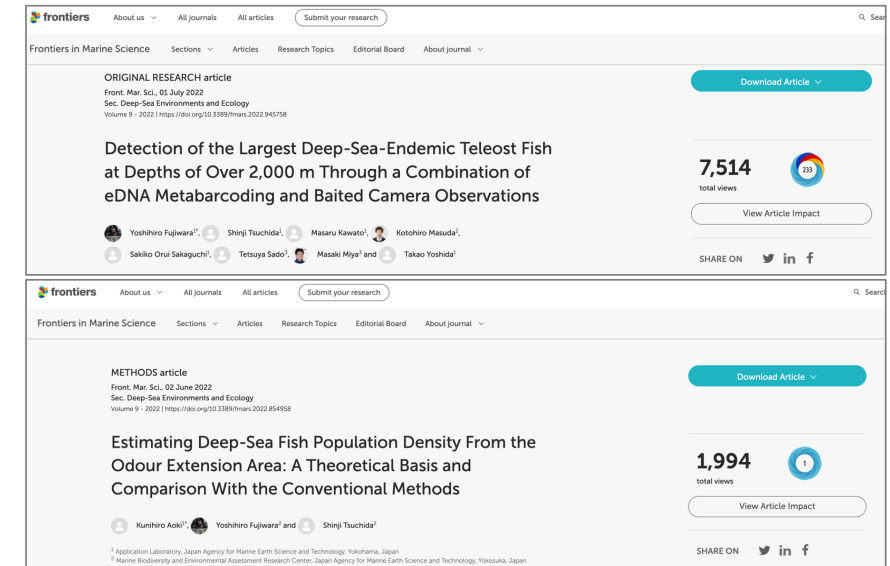 frontiers About us All journals All articles Submit your research Sear
Frontiers in Marine Science Sections Articles Research Topics Editorial Board About journal
ORIGINAL RESEARCH article
Front. Mar. Sci., 01 July 2022
Sec. Deep-Sea Environments and Ecology
Volume 9 - 2022 | https://doi.org/10.3389/fmars.2022.945758
Download Article
Detection of the Largest Deep-Sea-Endemic Teleost Fish
at Depths of Over 2,000 m Through a Combination of
eDNA Metabarcoding and Baited Camera Observations
7,514
233
total views
View Article Impact
Yoshihiro Fujiwara1*, Shinji Tsuchida1, Masaru Kawato1, Kotohiro Masuda2,
Sakiko Orui Sakaguchi1, Tetsuya Sado3, Masaki Miya3 and Takao Yoshida1
SHARE ON
frontiers About us All journals All articles Submit your research Search
Frontiers in Marine Science Sections Articles Research Topics Editorial Board About journal
METHODS article
Front. Mar. Sci., 02 June 2022
Sec. Deep-Sea Environments and Ecology
Volume 9 - 2022 | https://doi.org/10.3389/fmars.2022.854958
Download Article
Estimating Deep-Sea Fish Population Density From the
Odour Extension Area: A Theoretical Basis and
Comparison With the Conventional Methods
1,994
1
total views
View Article Impact
Kunihiro Aoki1*, Yoshihiro Fujiwara2 and Shinji Tsuchida2
1 Application Laboratory, Japan Agency for Marine Earth Science and Technology, Yokohama, Japan
2 Marine Biodiversity and Environmental Assessment Research Center, Japan Agency for Marine Earth Science and Technology, Yokosuka, Japan
SHARE ON